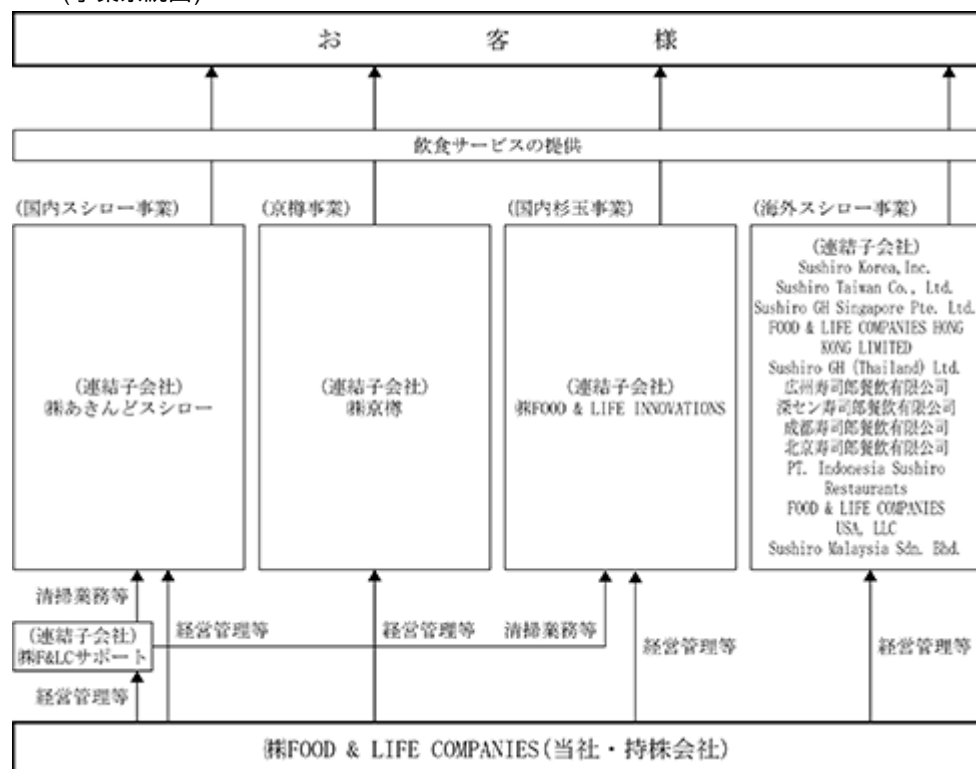 (事業系統図)
お客様
飲食サービスの提供
(国内スシロー事業)
(京樽事業)
(国内杉玉事業)
(海外スシロー事業)
(連結子会社)
㈱あきんどスシロー
(連結子会社)
㈱京樽
(連結子会社)
㈱FOOD & LIFE INNOVATIONS
(連結子会社)
Sushiro Korea, Inc.
Sushiro Taiwan Co., Ltd.
Sushiro GH Singapore Pte. Ltd.
FOOD & LIFE COMPANIES HONG
KONG LIMITED
Sushiro GH (Thailand) Ltd.
広州寿司郎餐飲有限公司
深セン寿司郎餐飲有限公司
成都寿司郎餐飲有限公司
北京寿司郎餐飲有限公司
PT. Indonesia Sushiro
Restaurants
FOOD & LIFE COMPANIES
USA, LLC
Sushiro Malaysia Sdn. Bhd.
清掃業務等
(連結子会社)
㈱F&LCサポート
経営管理等
経営管理等
経営管理等
清掃業務等
経営管理等
経営管理等
㈱FOOD & LIFE COMPANIES(当社・持株会社)